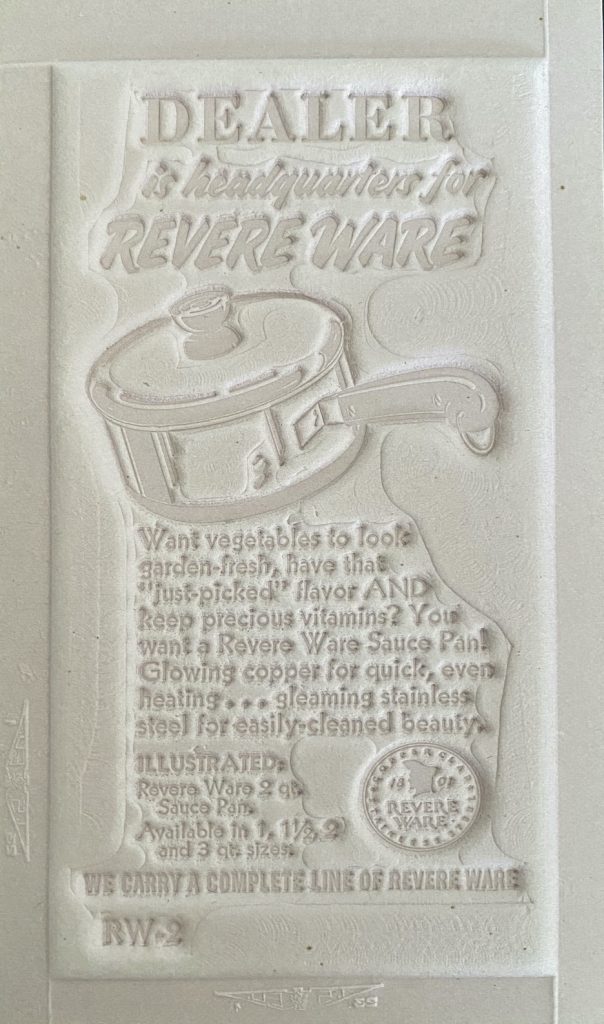 DEALER
is headquarters for
REVERE WARE
Want vegetables to look
garden-fresh, have that
"just-picked" flavor AND
keep precious vitamins? You
want a Revere Ware Sauce Pan!
Glowing copper for quick, even
heating... gleaming stainless
steel for easily-cleaned beauty.
ILLUSTRATED:
Revere Ware 2 qt.
Sauce Pan.
Available in 1, 1½, 2
and 3 qt. sizes.
COPPER CLAD
18 01
REVERE
WARE
WE CARRY A COMPLETE LINE OF REVERE WARE
RW-2